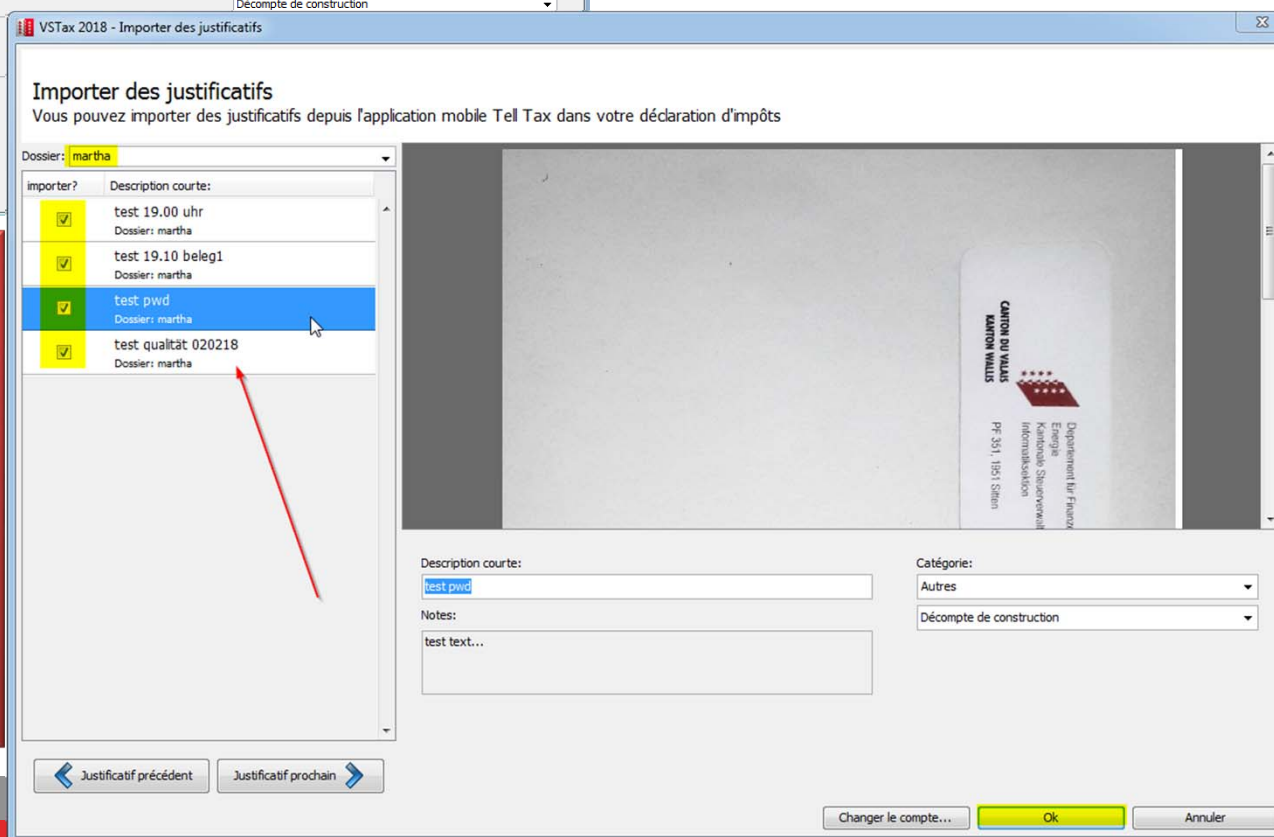 Décompte de construction
VSTax 2018 - Importer des justificatifs
Importer des justificatifs
Vous pouvez importer des justificatifs depuis l'application mobile Tell Tax dans votre déclaration d'impôts
Dossier: martha
importer? Description courte:
test 19.00 uhr
Dossier: martha
test 19.10 beleg1
Dossier: martha
test pwd
Dossier: martha
test qualität 020218
Dossier: martha
CANTON DU VALAIS
KANTON WALLIS
Departement für Finanze
Energie
Kantonale Steuerverwalt
Informatiksektion
PF 351, 1951 Sitten
Description courte:
test pwd
Notes:
test text...
Catégorie:
Autres
Décompte de construction
Justificatif précédent
Justificatif prochain
Changer le compte...
Ok
Annuler